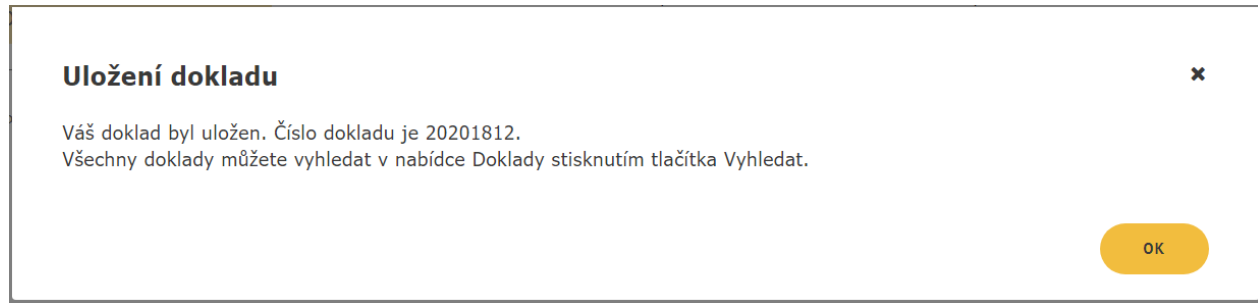 Uložení dokladu
Váš doklad byl uložen. Číslo dokladu je 20201812.
Všechny doklady můžete vyhledat v nabídce Doklady stisknutím tlačítka Vyhledat.
OK